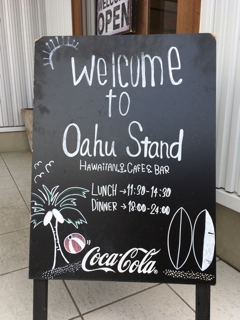 WELCOME
OPEN
welcome
to
Oahu Stand
HAWAIIAN&CAFE&BAR
LUNCH→11:30-14:30
DINNER→18:00-24:00
Coca-Cola